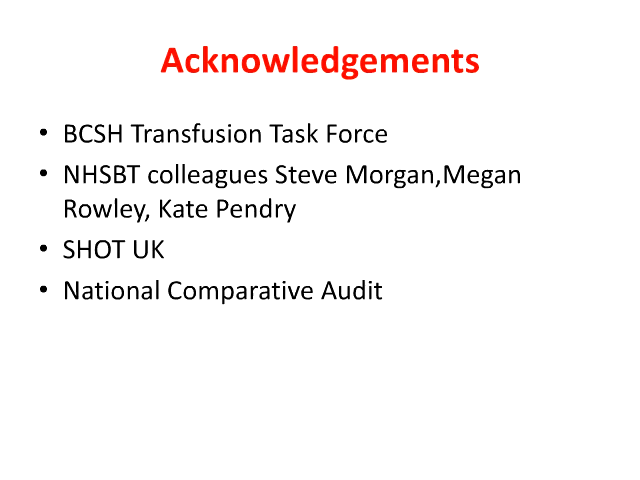 Acknowledgements
• BCSH Transfusion Task Force
• NHSBT colleagues Steve Morgan,Megan
Rowley, Kate Pendry
• SHOT UK
• National Comparative Audit